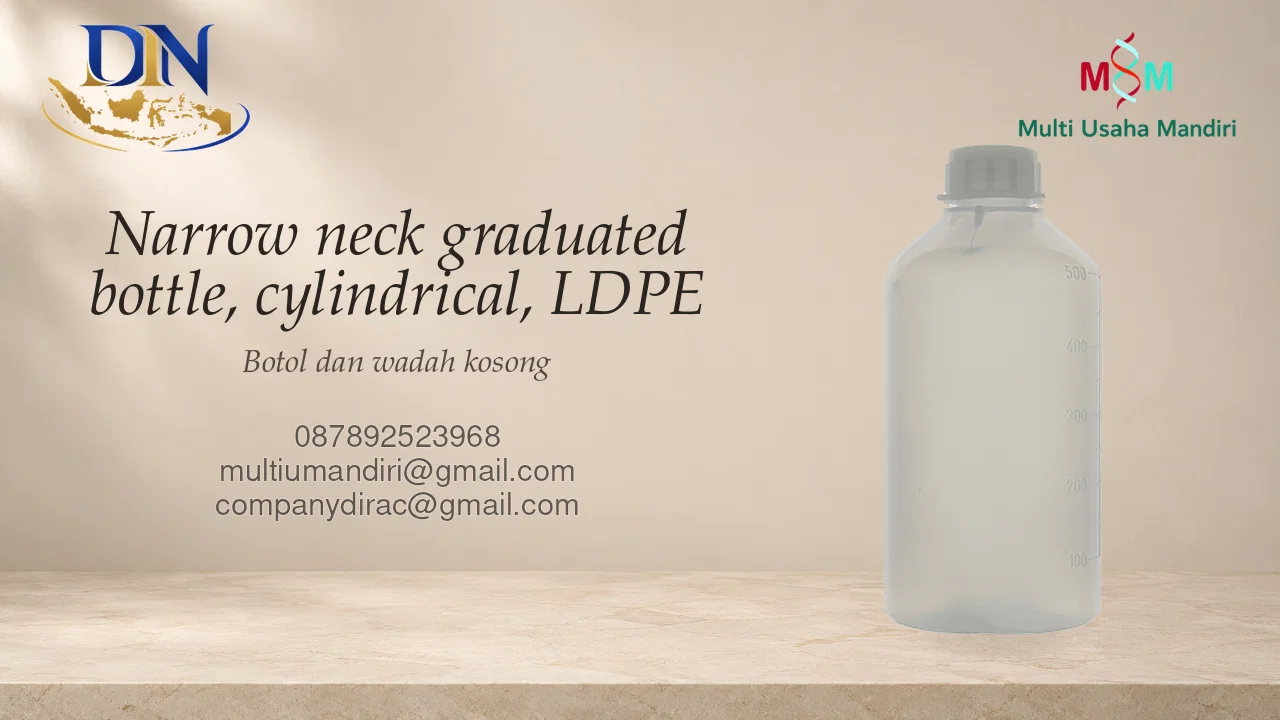 DIN
M M
Multi Usaha Mandiri
Narrow neck graduated
bottle, cylindrical, LDPE
Botol dan wadah kosong
087892523968
multiumandiri@gmail.com
companydirac@gmail.com
500
400
300
200
100